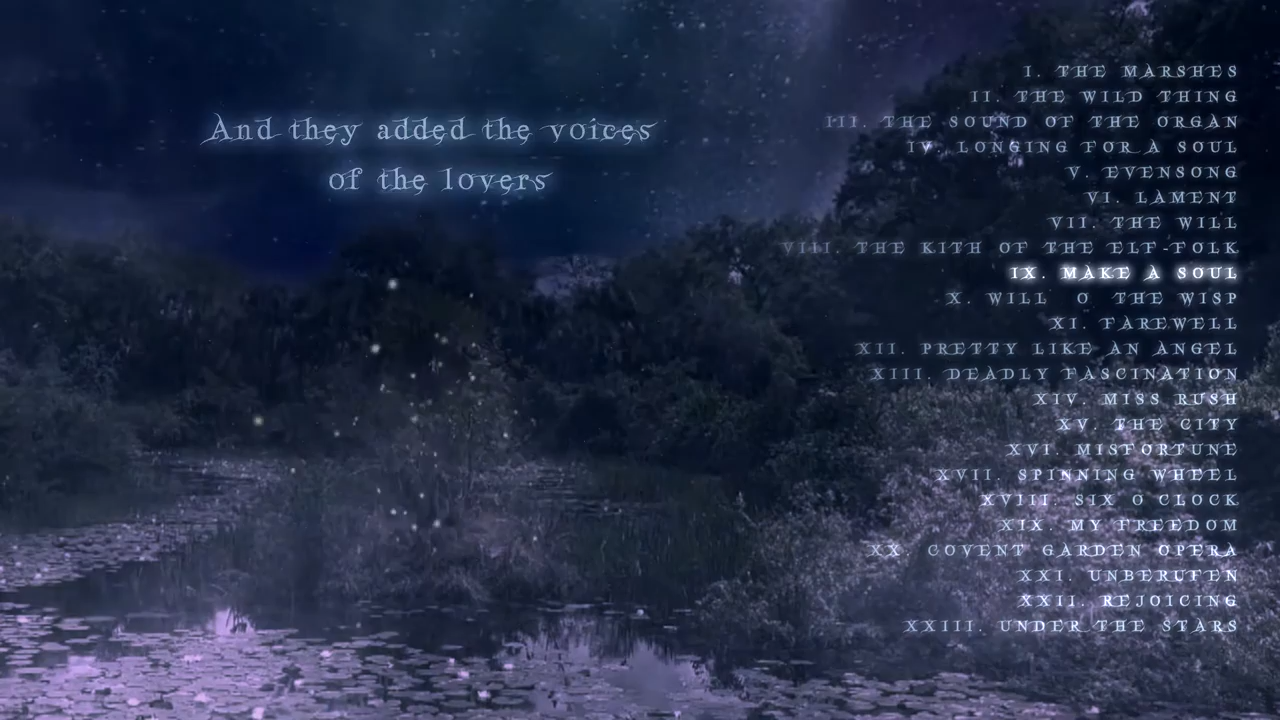 And they added the voices
of the lovers
I. THE MARSHES
II. THE WILD THING
III. THE SOUND OF THE ORGAN
IV. LONGING FOR A SOUL
V. EVENSONG
VI. LAMENT
VII. THE WILL
VIII. THE KITH OF THE ELF-FOLK
IX. MAKE A SOUL
X. WILL O THE WISP
XI. FAREWELL
XII. PRETTY LIKE AN ANGEL
XIII. DEADLY FASCINATION
XIV. MISS RUSH
XV. THE CITY
XVI. MISFORTUNE
XVII. SPINNING WHEEL
XVIII. SIX O CLOCK
XIX. MY FREEDOM
XX. COVENT GARDEN OPERA
XXI. UNBERUFEN
XXII. REJOICING
XXIII. UNDER THE STARS